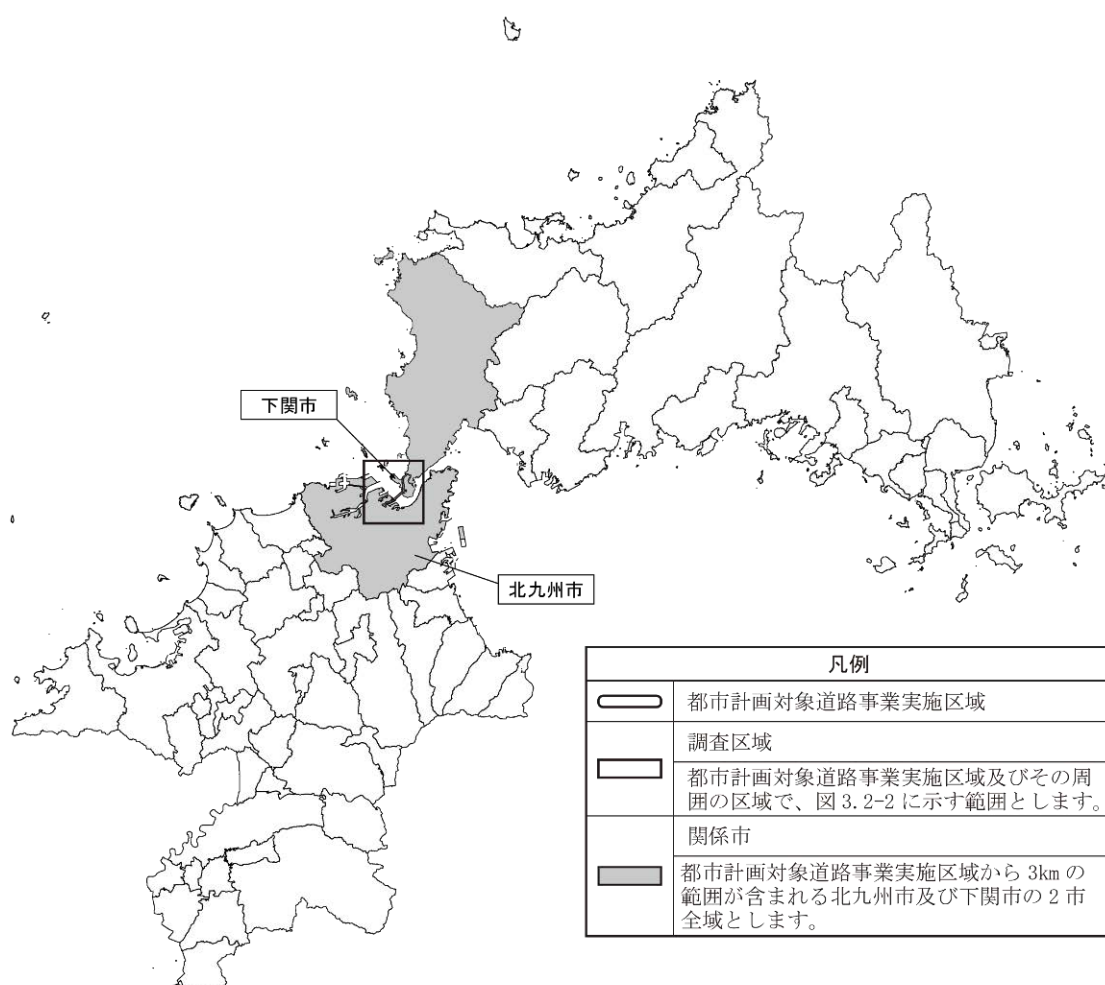 下関市
北九州市
凡例
都市計画対象道路事業実施区域
調査区域
都市計画対象道路事業実施区域及びその周
囲の区域で、図 3.2-2 に示す範囲とします。
関係市
都市計画対象道路事業実施区域から 3km の
範囲が含まれる北九州市及び下関市の 2 市
全域とします。